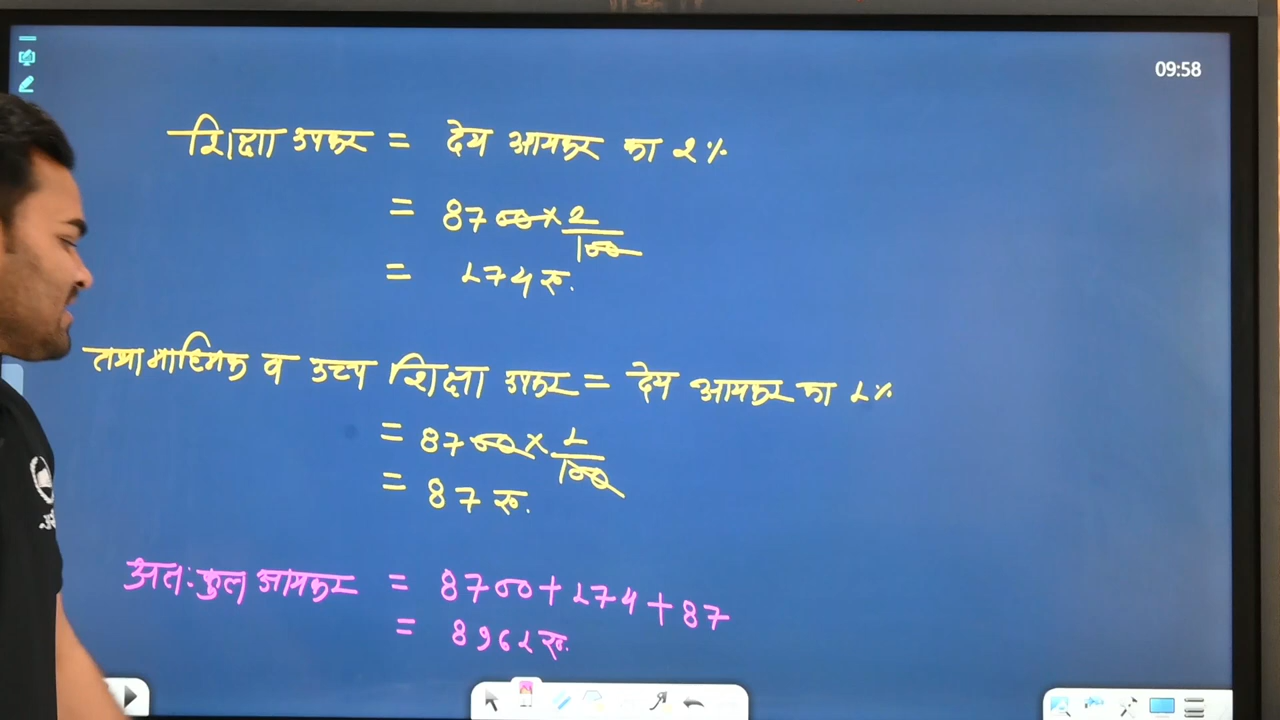 09:58
शिक्षा उपकर = देय आयकर का 2%
= 8700 × 2/100
= 174 रु.
तथा माध्यमिक व उच्च शिक्षा उपकर = देय आयकर का 1%
= 8700 × 1/100
= 87 रु.
अतः कुल आयकर = 8700 + 174 + 87
= 8961 रु.